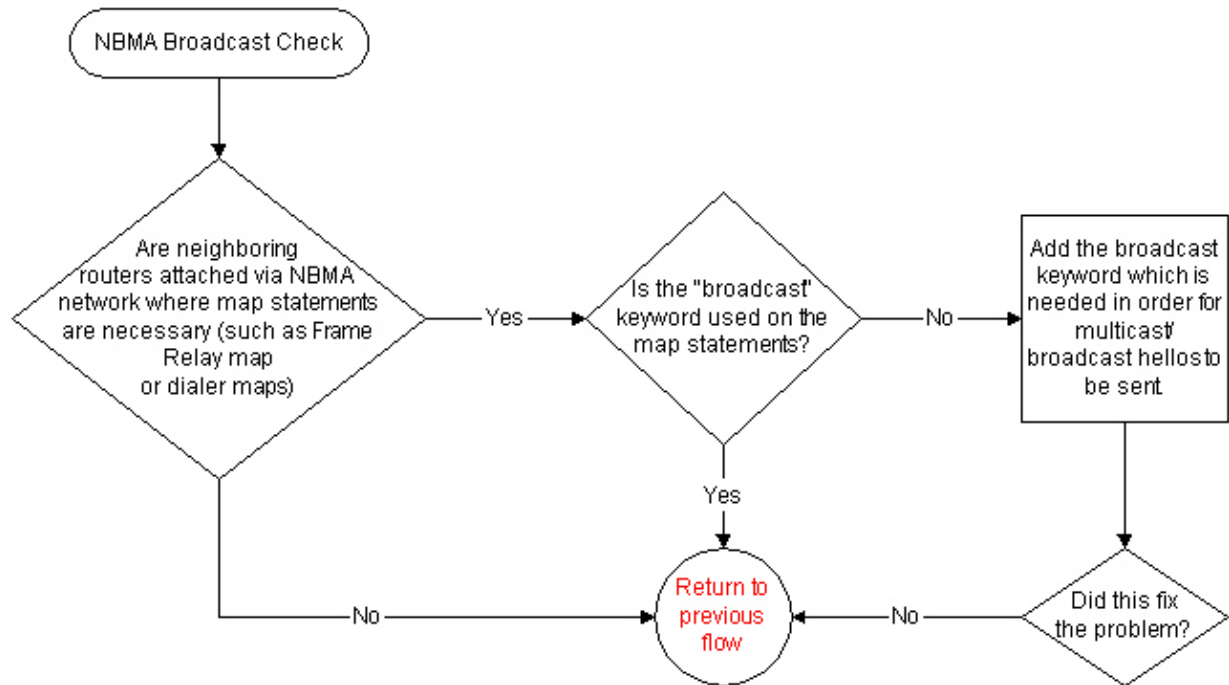 NBMA Broadcast Check
Are neighboring
routers attached via NBMA
network where map statements
are necessary (such as Frame
Relay map
or dialer maps)
Yes
Is the "broadcast"
keyword used on the
map statements?
No
Add the broadcast
keyword which is
needed in order for
multicast/
broadcast hellos to
be sent.
Yes
No
Return to
previous
flow
No
Did this fix
the problem?